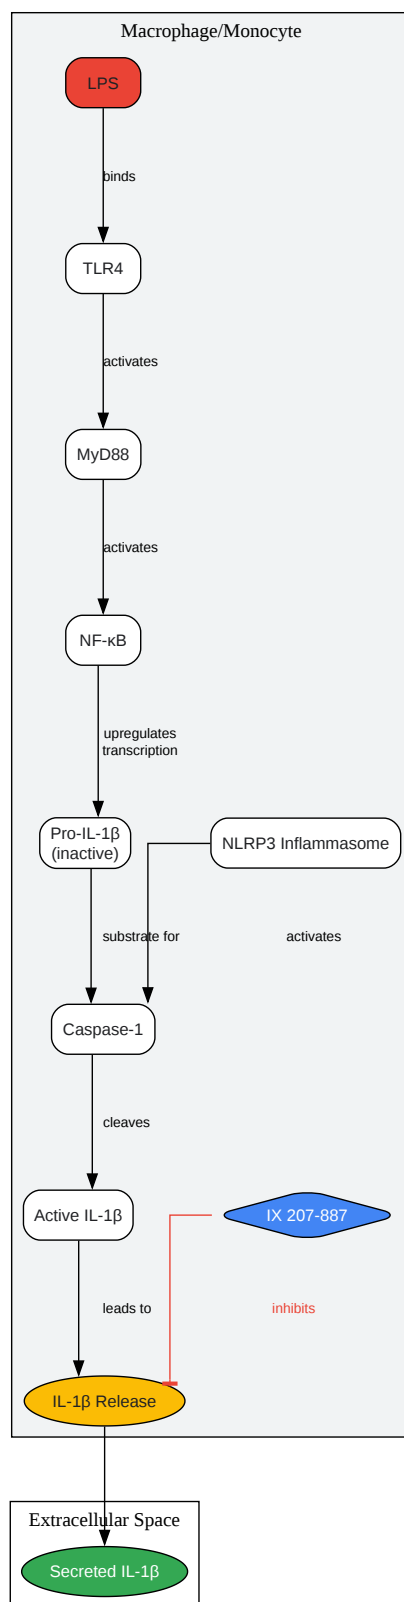 Macrophage/Monocyte
LPS
binds
TLR4
activates
MyD88
activates
NF-κB
upregulates
transcription
Pro-IL-1β
(inactive)
NLRP3 Inflammasome
substrate for
activates
Caspase-1
cleaves
Active IL-1β
IX 207-887
leads to
inhibits
IL-1β Release
Extracellular Space
Secreted IL-1β